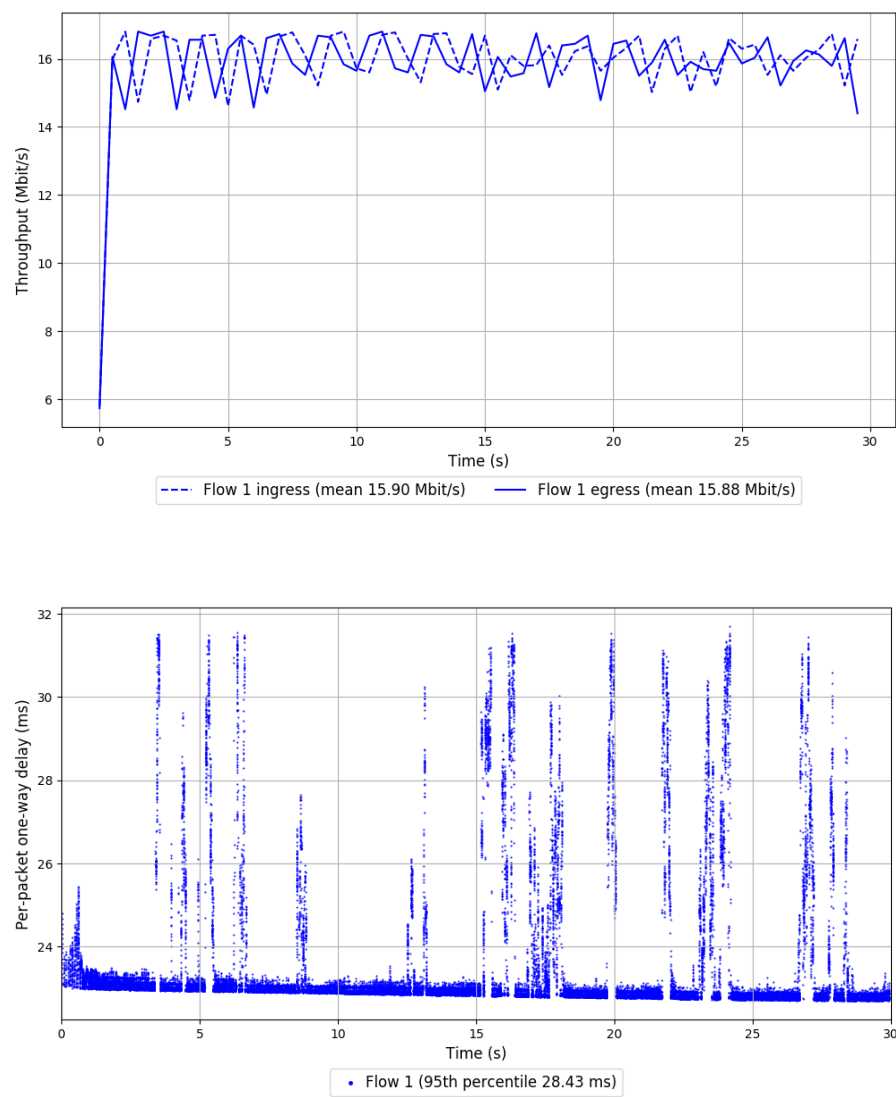 16
14
12
10
8
6
Throughput (Mbit/s)
0 5 10 15 20 25 30
Time (s)
Flow 1 ingress (mean 15.90 Mbit/s) Flow 1 egress (mean 15.88 Mbit/s)
32
30
28
26
24
Per-packet one-way delay (ms)
0 5 10 15 20 25 30
Time (s)
Flow 1 (95th percentile 28.43 ms)